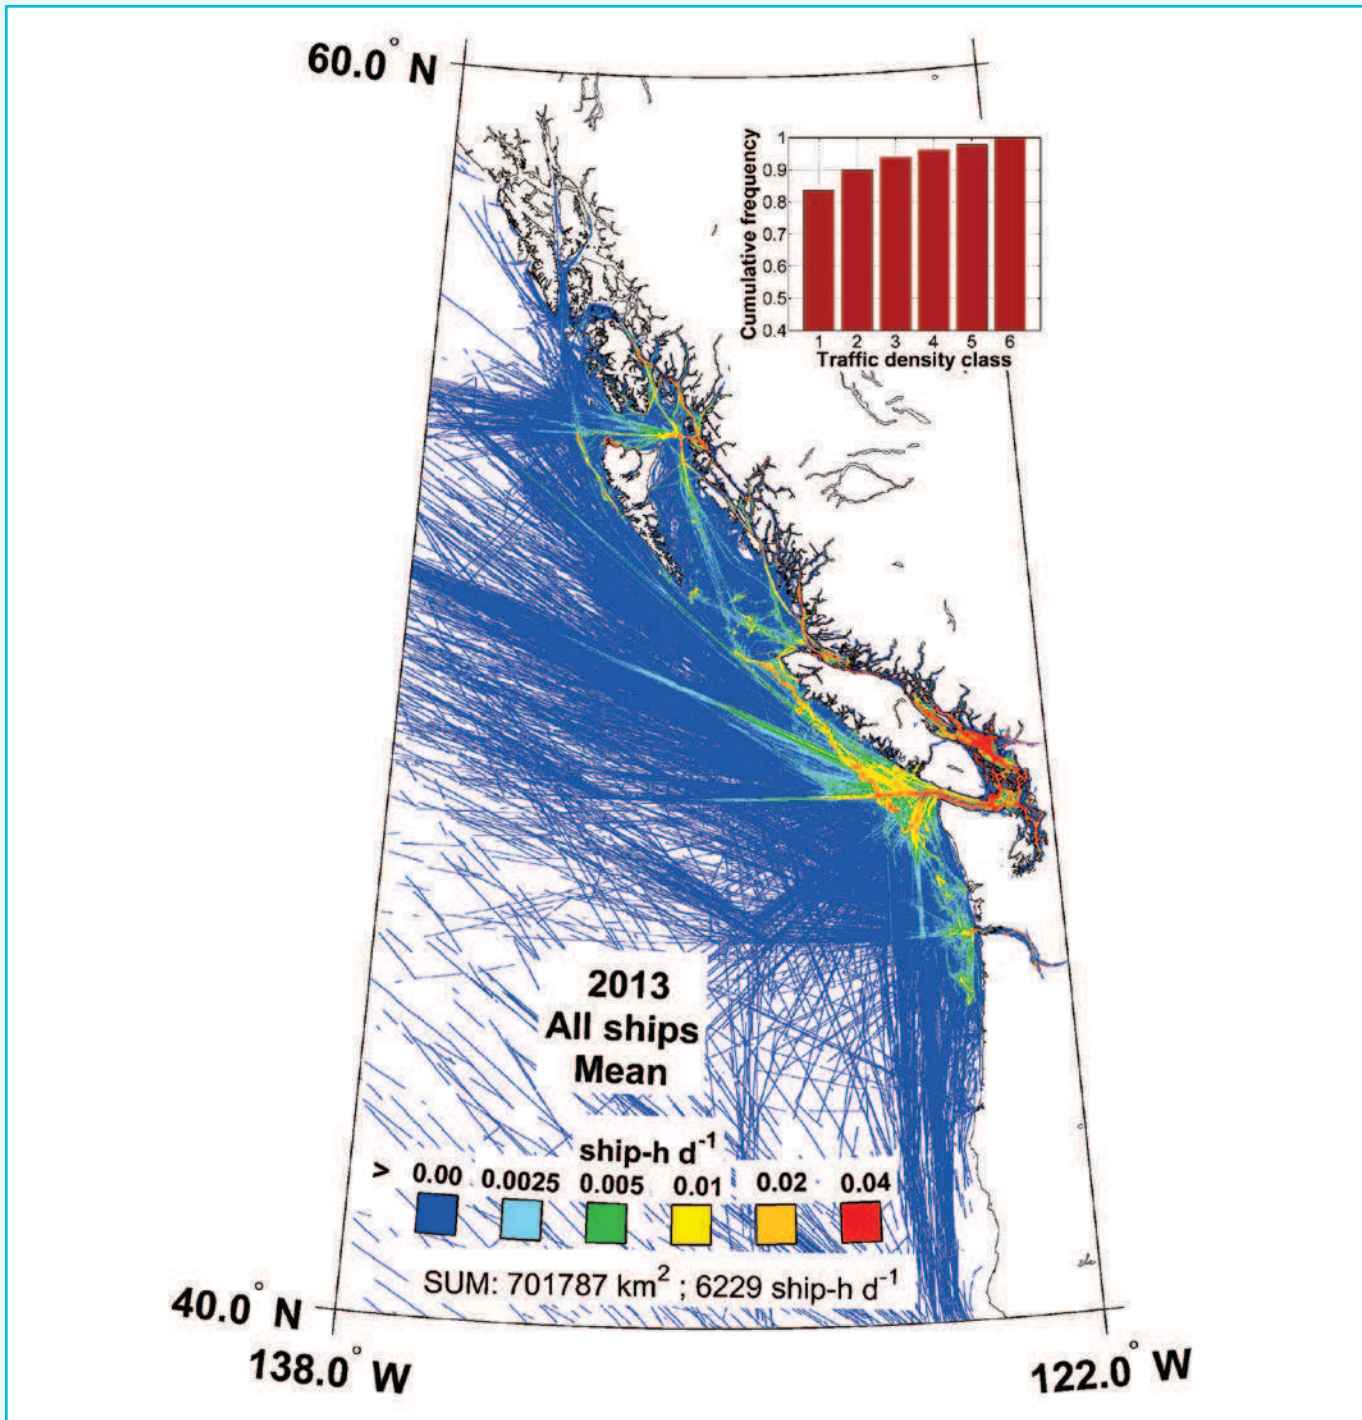 60.0° N
Cumulative frequency
1
0.9
0.8
0.7
0.6
0.5
0.4
1 2 3 4 5 6
Traffic density class
2013
All ships
Mean
ship-h d⁻¹
> 0.00 0.0025 0.005 0.01 0.02 0.04
SUM: 701787 km² ; 6229 ship-h d⁻¹
40.0° N
138.0° W
122.0° W